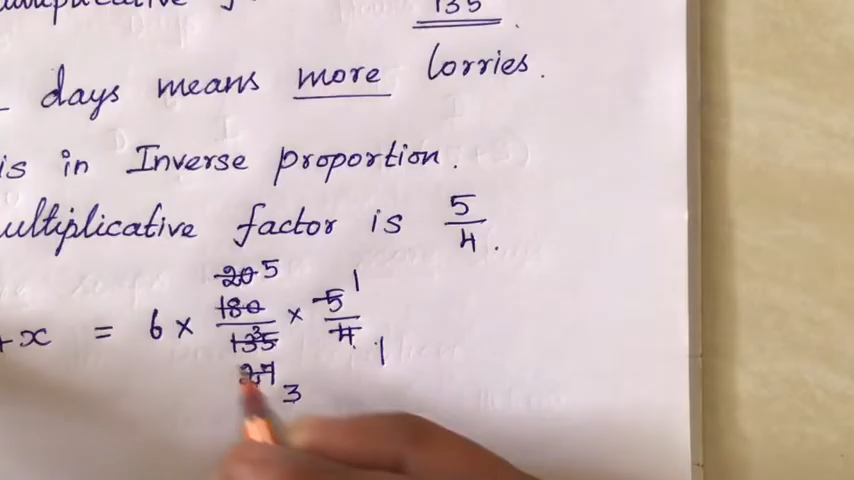 135
days means more lorries.
is in Inverse proportion.
ultiplicative factor is 5/4.
20 5 1
+x = 6 × 180/135 × 5/4
1
27 3